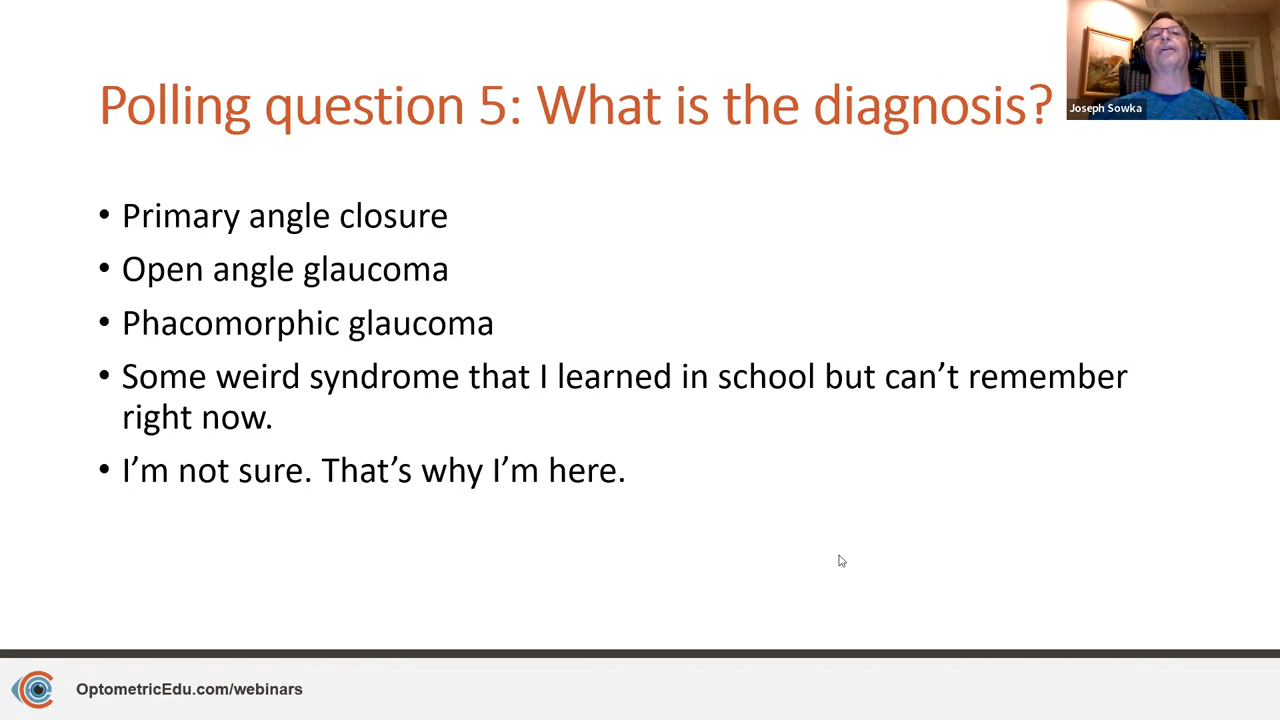 Polling question 5: What is the diagnosis?
Joseph Sowka
• Primary angle closure
• Open angle glaucoma
• Phacomorphic glaucoma
• Some weird syndrome that I learned in school but can’t remember
right now.
• I’m not sure. That’s why I’m here.
OptometricEdu.com/webinars